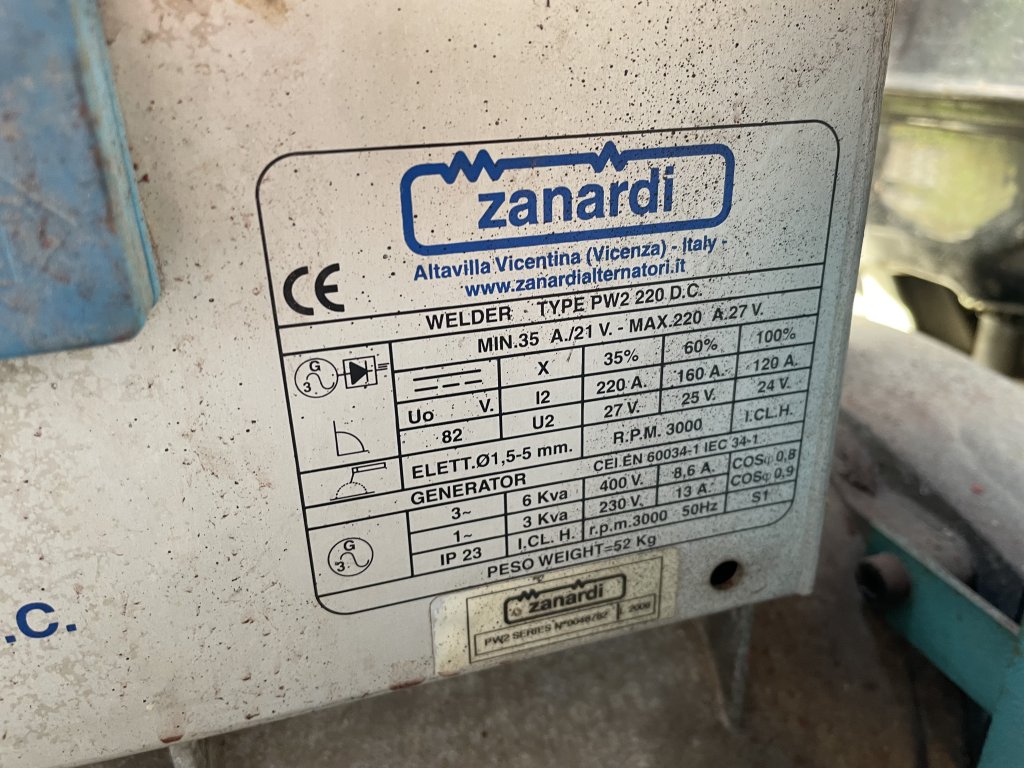 zanardi
Altavilla Vicentina (Vicenza) - Italy -
www.zanardialternatori.it
CE
WELDER - TYPE PW2 220 D.C.
MIN.35 A./21 V. - MAX.220 A.27 V.
G
3~
X 35% 60% 100%
I2 220 A. 160 A. 120 A.
Uo V.
U2 27 V. 25 V. 24 V.
82
ELETT.Ø1,5-5 mm. R.P.M. 3000 I.CL.H.
GENERATOR CEI.EN 60034-1 IEC 34-1
3~ 6 Kva 400 V. 8,6 A. COSφ 0,8
1~ 3 Kva 230 V. 13 A. COSφ 0,9
G
3~
IP 23 I.CL. H. r.p.m.3000 50Hz S1
PESO WEIGHT=52 Kg
zanardi
PW2 SERIES N°
.C.